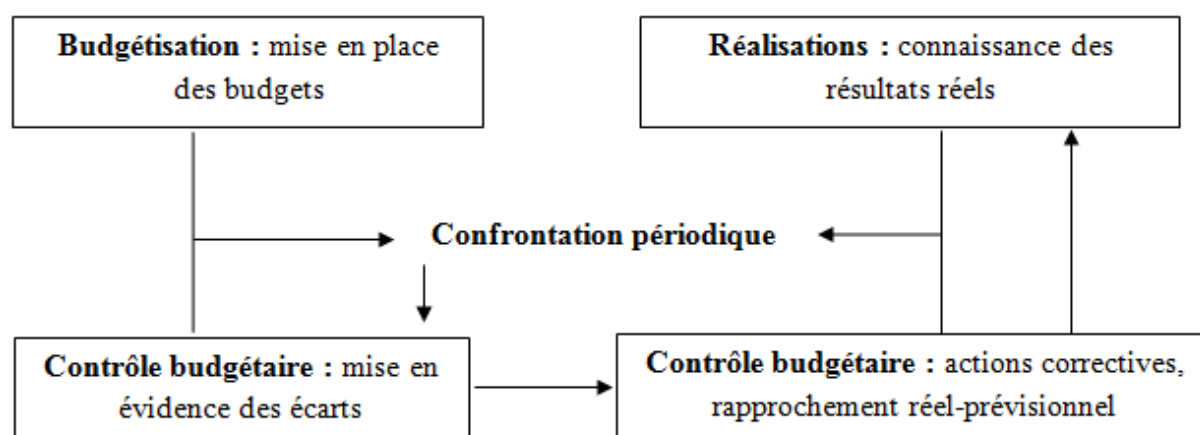 Budgétisation : mise en place
des budgets
Réalisations : connaissance des
résultats réels
Confrontation périodique
Contrôle budgétaire : mise en
évidence des écarts
Contrôle budgétaire : actions correctives,
rapprochement réel-prévisionnel